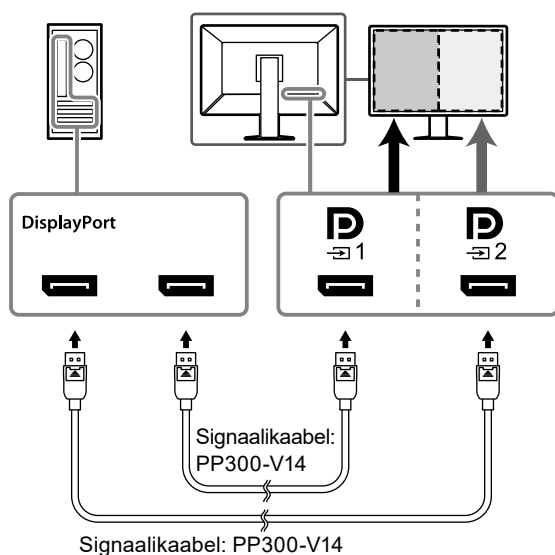 DisplayPort
1
2
Signaalikaabel:
PP300-V14
Signaalikaabel: PP300-V14